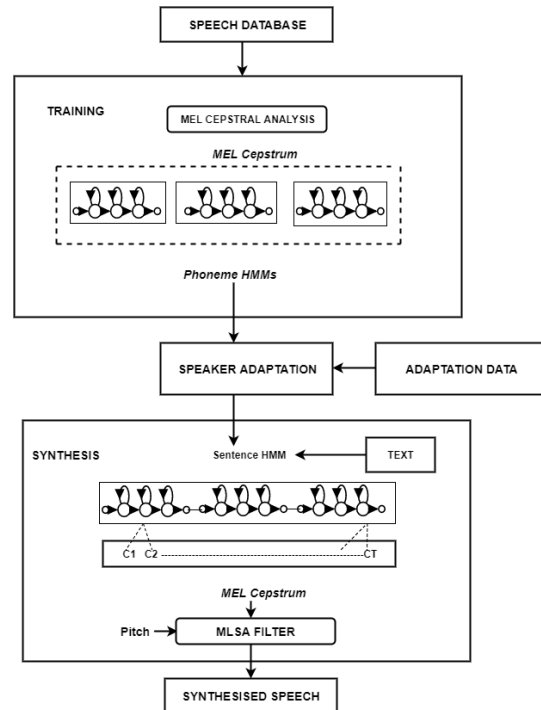 SPEECH DATABASE
TRAINING
MEL CEPSTRAL ANALYSIS
MEL Cepstrum
Phoneme HMMs
SPEAKER ADAPTATION
ADAPTATION DATA
SYNTHESIS
Sentence HMM
TEXT
C1 C2 CT
MEL Cepstrum
Pitch
MLSA FILTER
SYNTHESISED SPEECH